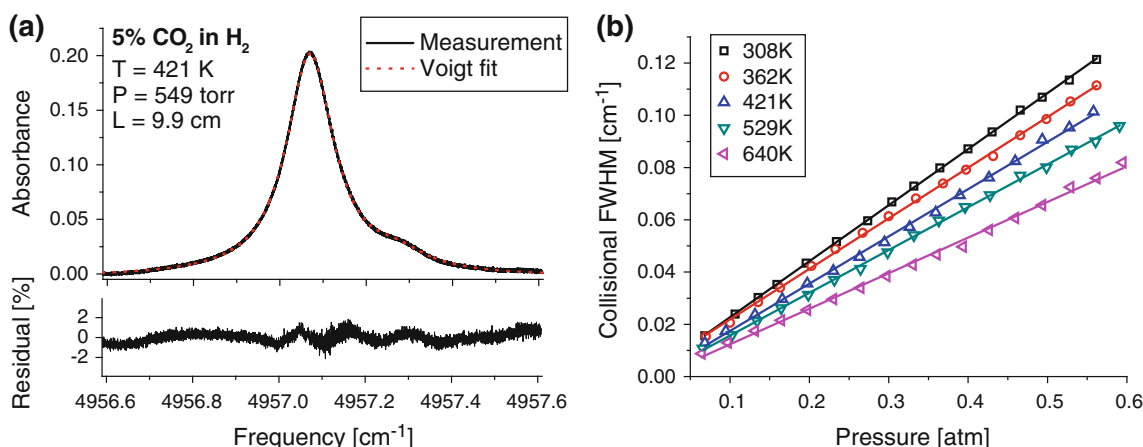 (a)
5% CO₂ in H₂
T = 421 K
P = 549 torr
L = 9.9 cm
Measurement
Voigt fit
Absorbance
0.20
0.15
0.10
0.05
0.00
Residual [%]
2
0
-2
4956.6 4956.8 4957.0 4957.2 4957.4 4957.6
Frequency [cm⁻¹]
(b)
308K
362K
421K
529K
640K
Collisional FWHM [cm⁻¹]
0.12
0.10
0.08
0.06
0.04
0.02
0.00
0.1 0.2 0.3 0.4 0.5 0.6
Pressure [atm]